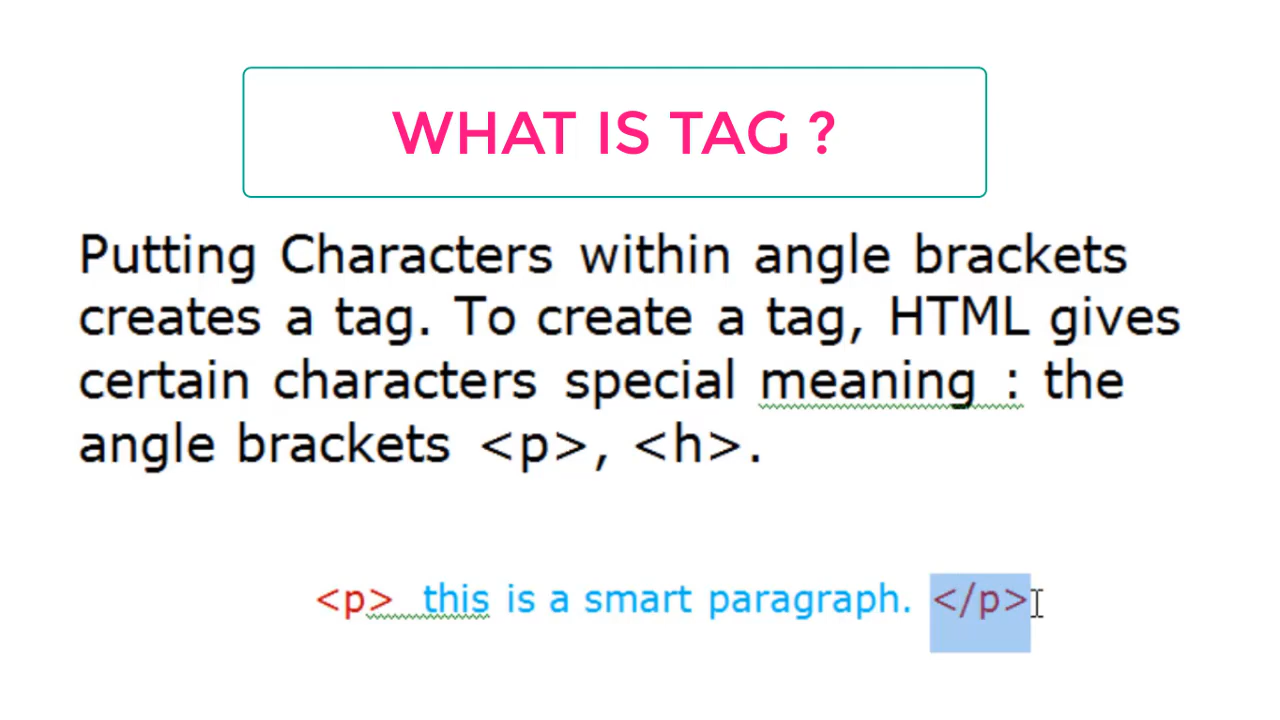 WHAT IS TAG ?
Putting Characters within angle brackets
creates a tag. To create a tag, HTML gives
certain characters special meaning : the
angle brackets <p>, <h>.
<p> this is a smart paragraph. </p>